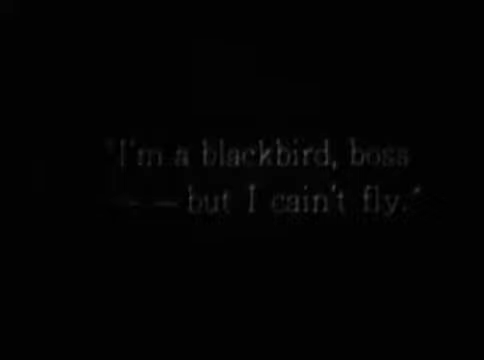 "I'm a blackbird, boss
— — but I cain't fly."